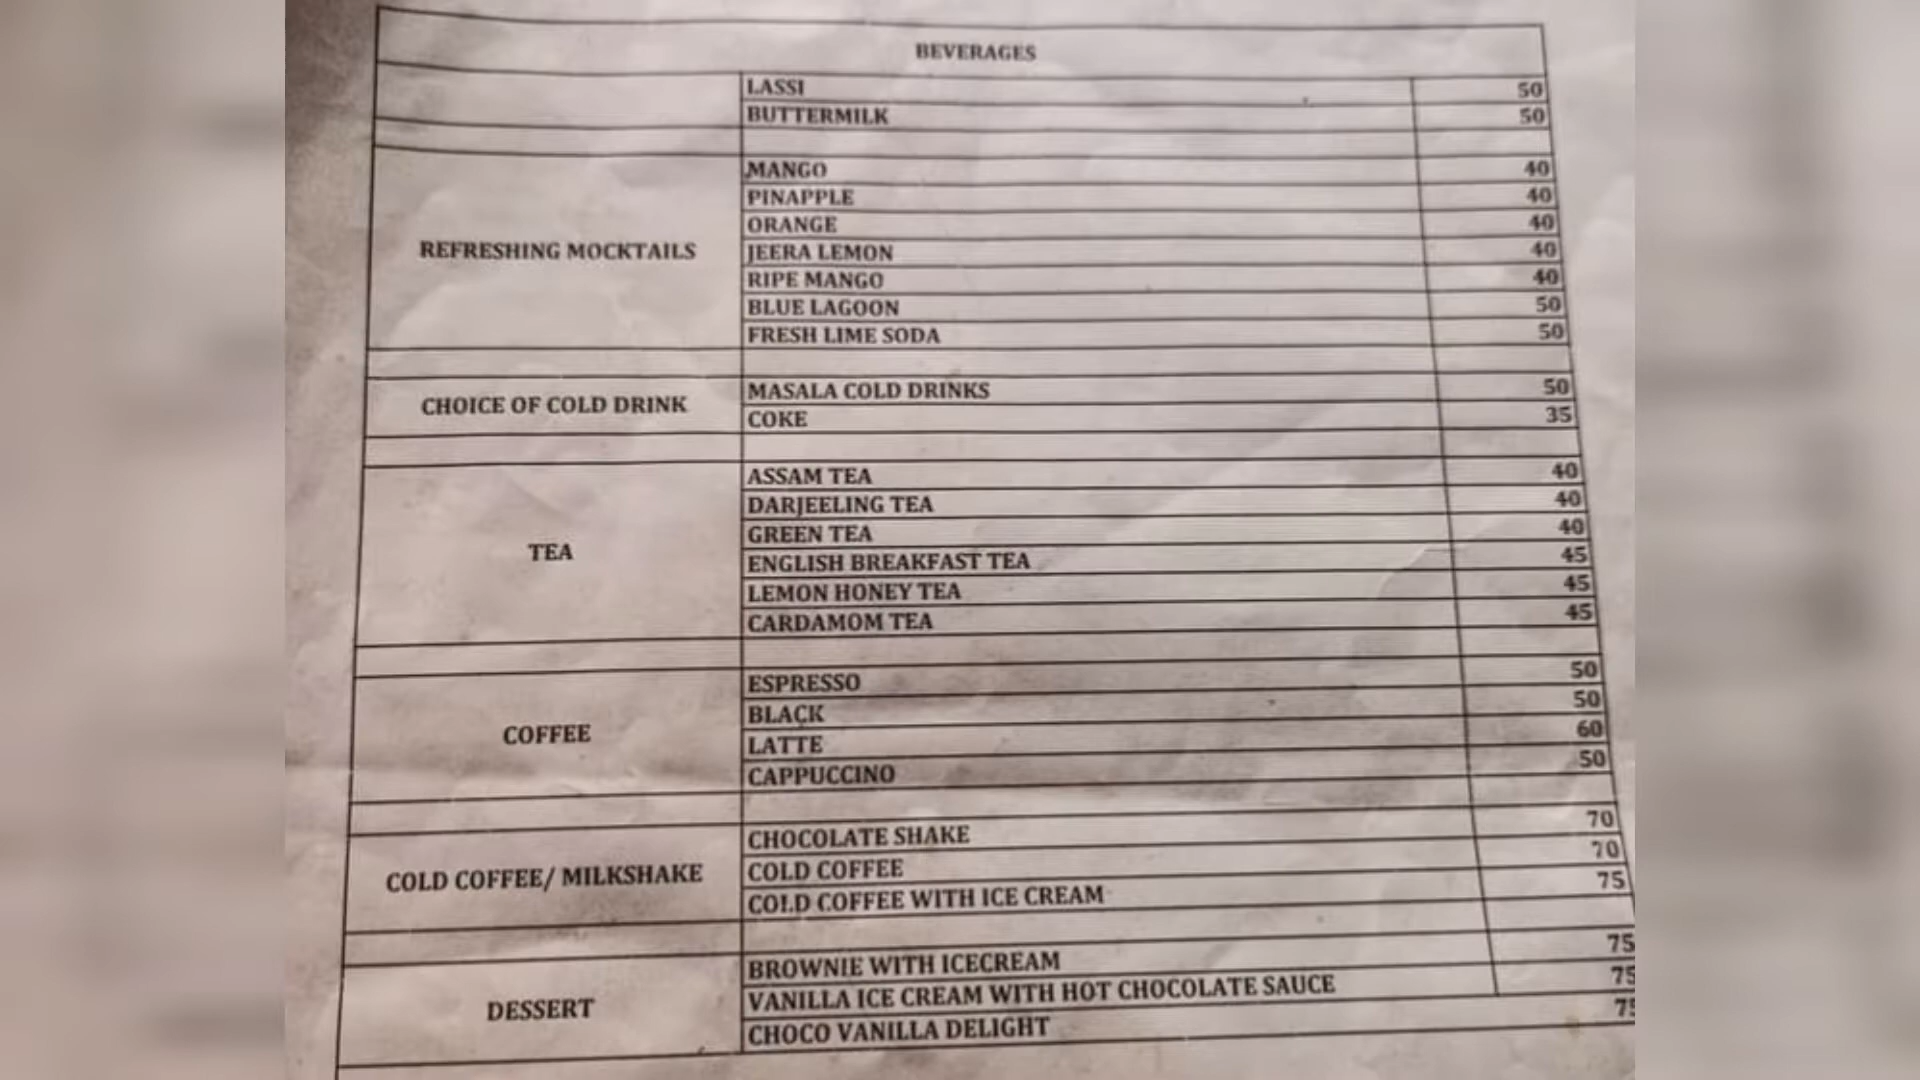 BEVERAGES
LASSI 50
BUTTERMILK 50
REFRESHING MOCKTAILS
MANGO 40
PINAPPLE 40
ORANGE 40
JEERA LEMON 40
RIPE MANGO 40
BLUE LAGOON 50
FRESH LIME SODA 50
CHOICE OF COLD DRINK
MASALA COLD DRINKS 50
COKE 35
TEA
ASSAM TEA 40
DARJEELING TEA 40
GREEN TEA 40
ENGLISH BREAKFAST TEA 45
LEMON HONEY TEA 45
CARDAMOM TEA 45
COFFEE
ESPRESSO 50
BLACK 50
LATTE 60
CAPPUCCINO 50
COLD COFFEE/ MILKSHAKE
CHOCOLATE SHAKE 70
COLD COFFEE 70
COLD COFFEE WITH ICE CREAM 75
DESSERT
BROWNIE WITH ICECREAM 75
VANILLA ICE CREAM WITH HOT CHOCOLATE SAUCE 75
CHOCO VANILLA DELIGHT 75